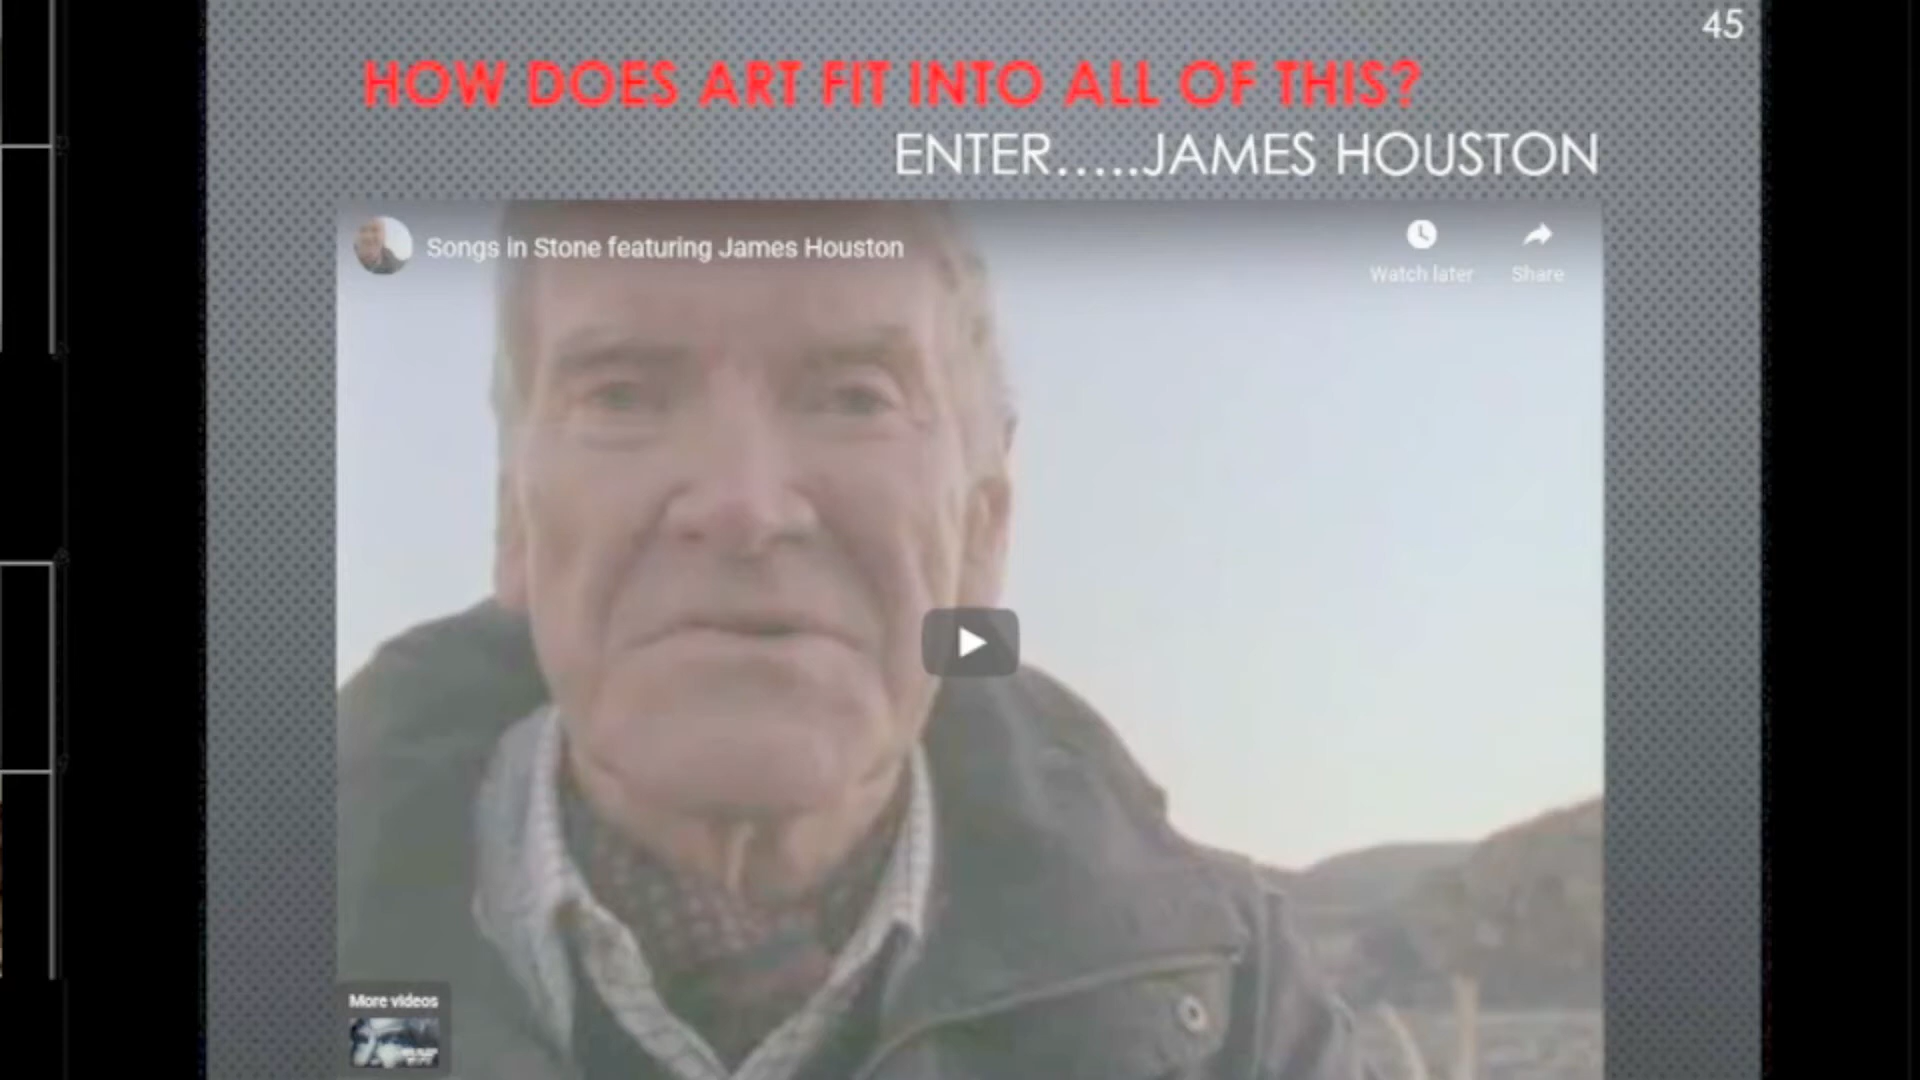 45
HOW DOES ART FIT INTO ALL OF THIS?
ENTER.....JAMES HOUSTON
Songs in Stone featuring James Houston
Watch later
Share
More videos